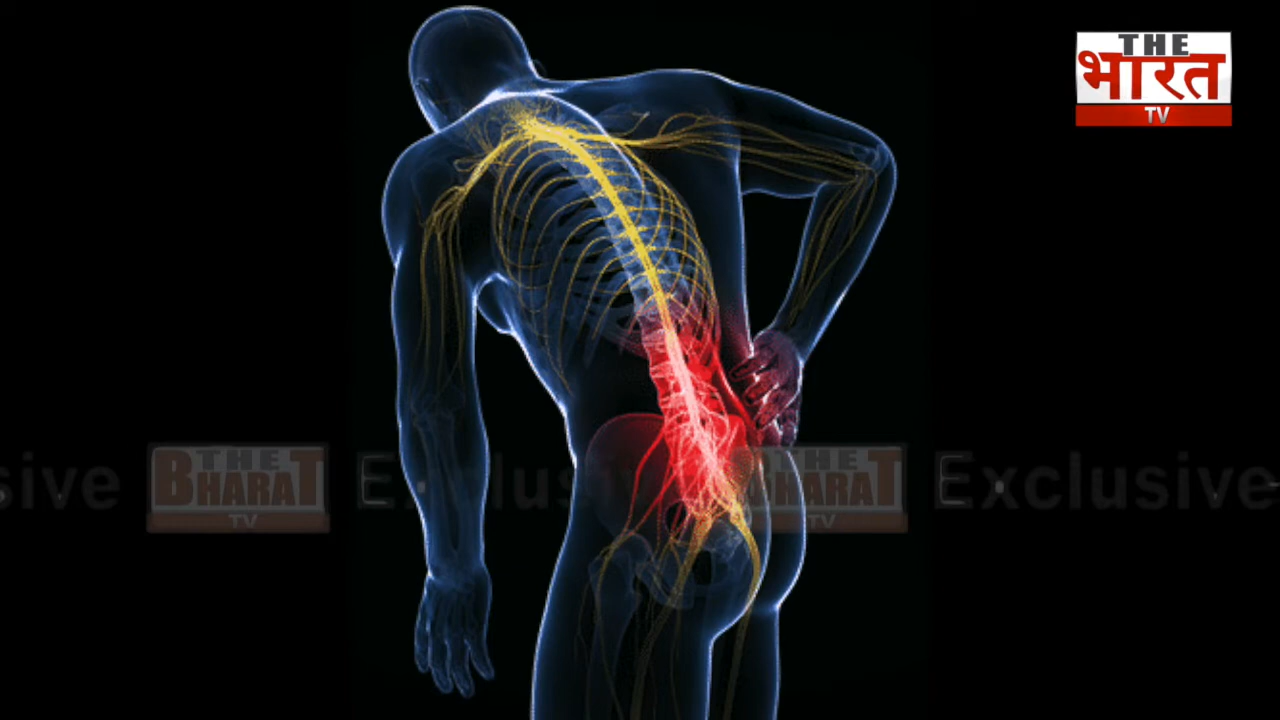 THE
भारत
TV
sive THE BHARAT TV Exclusive THE BHARAT TV Exclusive